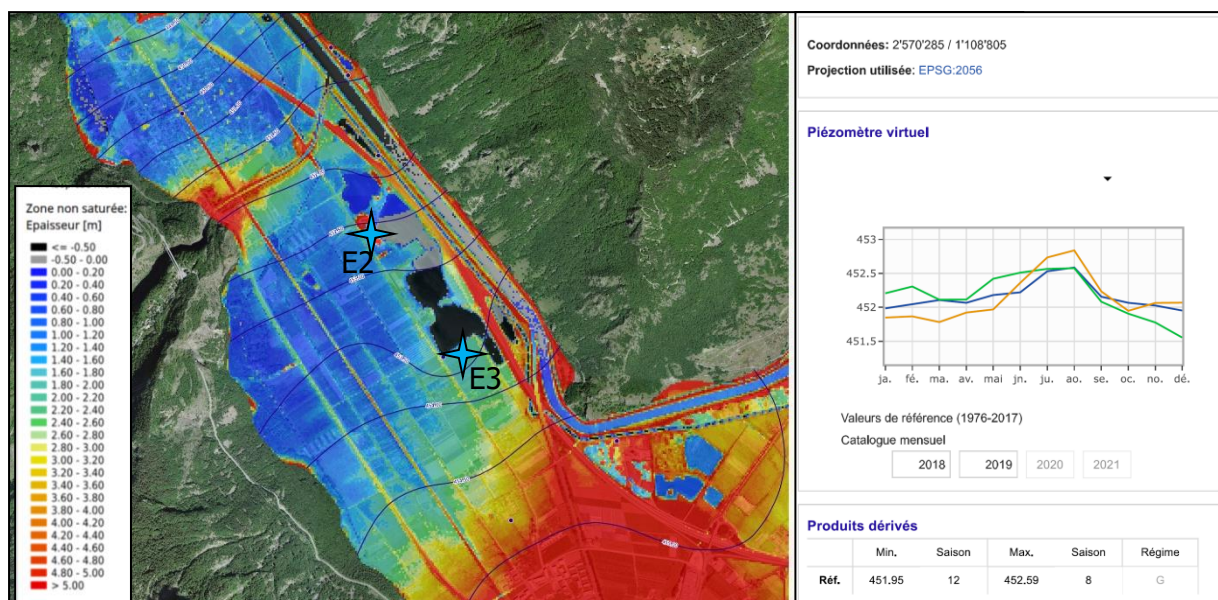 Zone non saturée:
Epaisseur [m]
<= -0.50
-0.50 - 0.00
0.00 - 0.20
0.20 - 0.40
0.40 - 0.60
0.60 - 0.80
0.80 - 1.00
1.00 - 1.20
1.20 - 1.40
1.40 - 1.60
1.60 - 1.80
1.80 - 2.00
2.00 - 2.20
2.20 - 2.40
2.40 - 2.60
2.60 - 2.80
2.80 - 3.00
3.00 - 3.20
3.20 - 3.40
3.40 - 3.60
3.60 - 3.80
3.80 - 4.00
4.00 - 4.20
4.20 - 4.40
4.40 - 4.60
4.60 - 4.80
4.80 - 5.00
> 5.00
E2
E3
Coordonnées: 2'570'285 / 1'108'805
Projection utilisée: EPSG:2056
Piézomètre virtuel
453
452.5
452
451.5
ja. fé. ma. av. mai jn. ju. ao. se. oc. no. dé.
Valeurs de référence (1976-2017)
Catalogue mensuel
2018 2019 2020 2021
Produits dérivés
Min. Saison Max. Saison Régime
Réf. 451.95 12 452.59 8 G